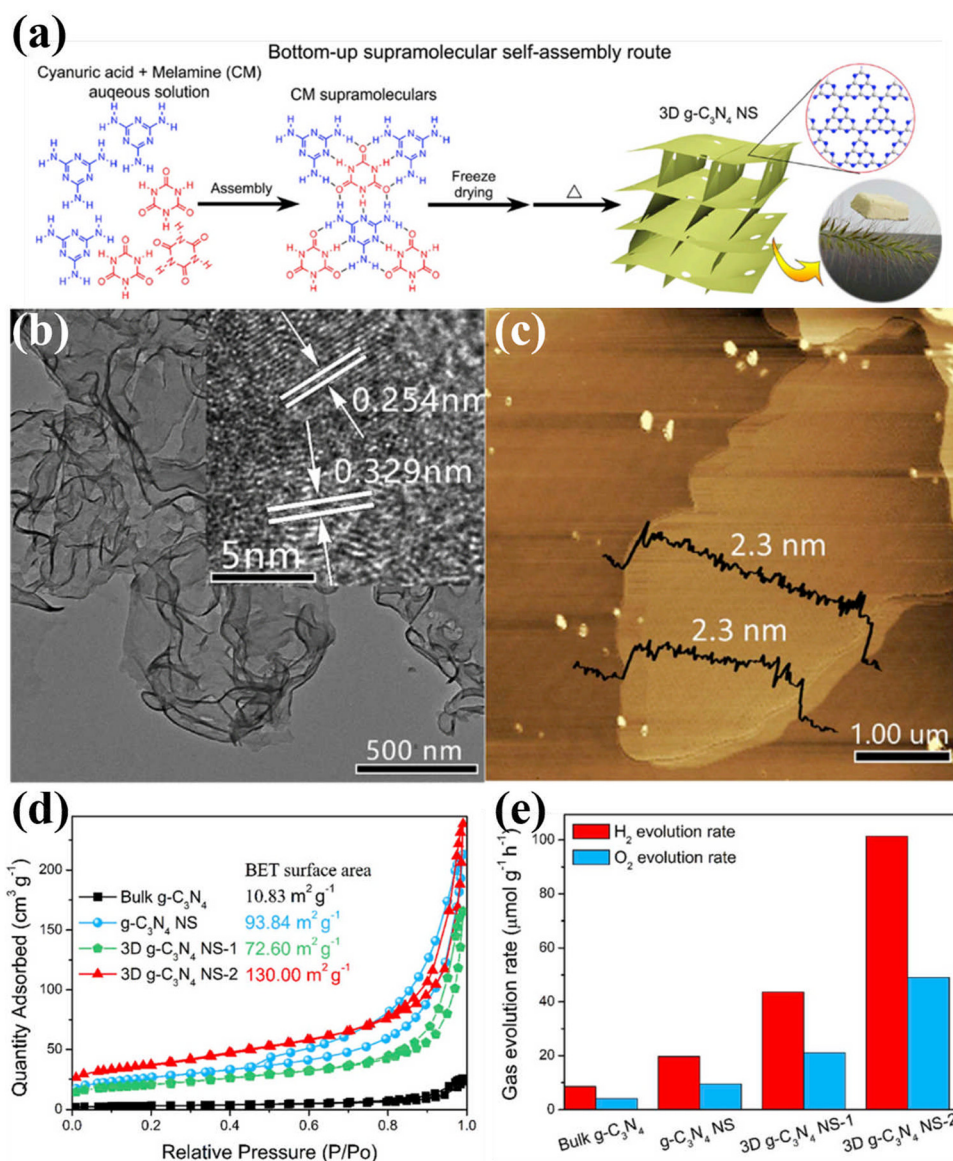 (a)
Bottom-up supramolecular self-assembly route
Cyanuric acid + Melamine (CM)
auqeous solution
CM supramoleculars
3D g-C₃N₄ NS
Assembly
Freeze
drying
△
(b)
0.254nm
0.329nm
5nm
500 nm
(c)
2.3 nm
2.3 nm
1.00 um
(d)
Quantity Adsorbed (cm³ g⁻¹)
200
150
100
50
0
BET surface area
Bulk g-C₃N₄ 10.83 m² g⁻¹
g-C₃N₄ NS 93.84 m² g⁻¹
3D g-C₃N₄ NS-1 72.60 m² g⁻¹
3D g-C₃N₄ NS-2 130.00 m² g⁻¹
0.0 0.2 0.4 0.6 0.8 1.0
Relative Pressure (P/Po)
(e)
Gas evolution rate (μmol g⁻¹ h⁻¹)
100
80
60
40
20
0
H₂ evolution rate
O₂ evolution rate
Bulk g-C₃N₄
g-C₃N₄ NS
3D g-C₃N₄ NS-1
3D g-C₃N₄ NS-2